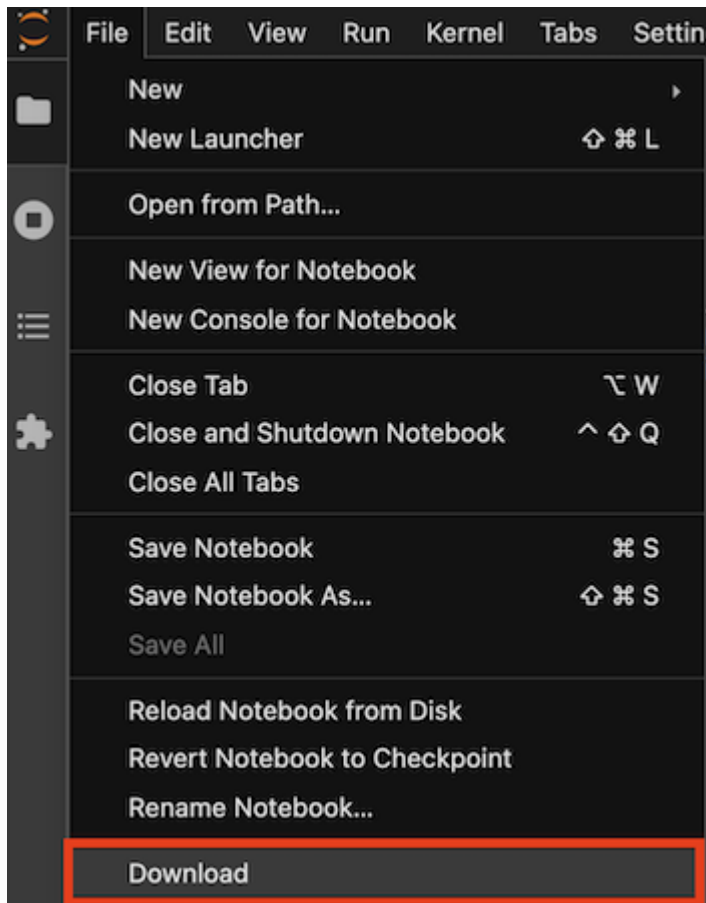 File Edit View Run Kernel Tabs Settin
New
New Launcher ⇧ ⌘ L
Open from Path...
New View for Notebook
New Console for Notebook
Close Tab ⌥ W
Close and Shutdown Notebook ^ ⇧ Q
Close All Tabs
Save Notebook ⌘ S
Save Notebook As... ⇧ ⌘ S
Save All
Reload Notebook from Disk
Revert Notebook to Checkpoint
Rename Notebook...
Download